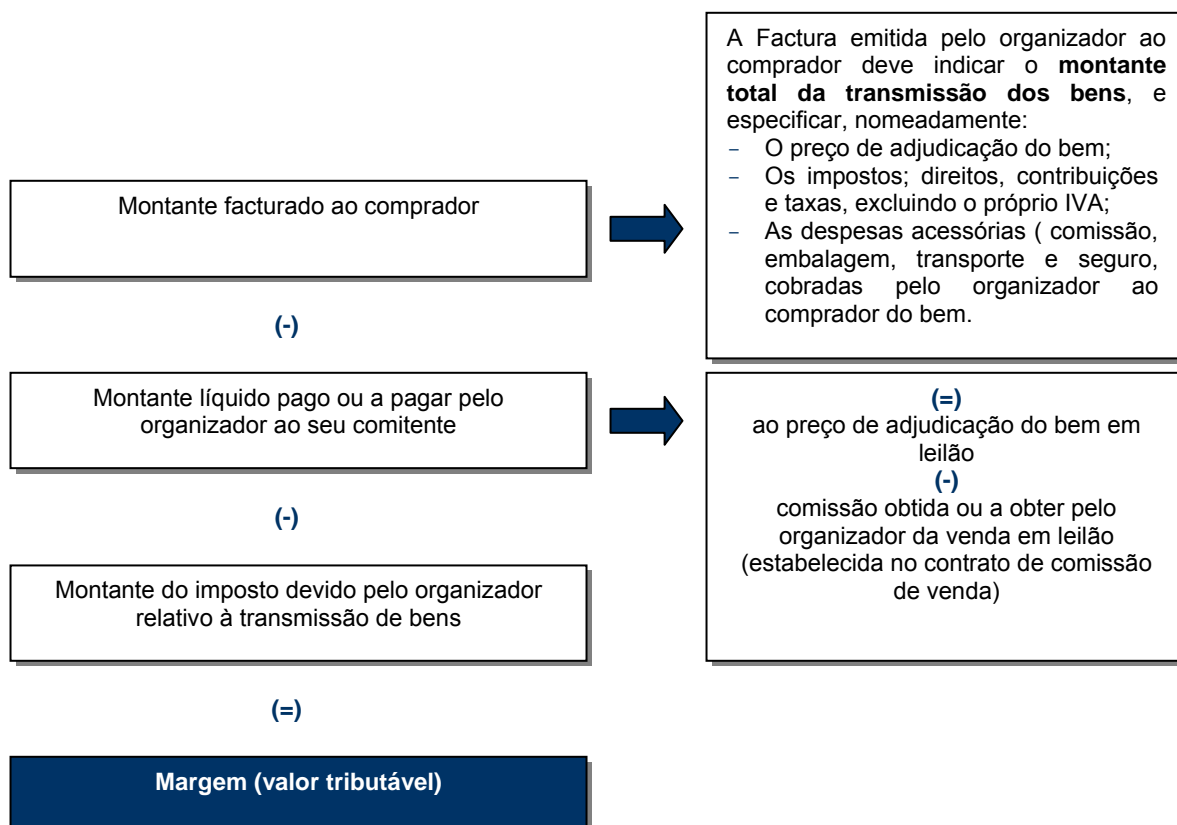 A Factura emitida pelo organizador ao
comprador deve indicar o montante
total da transmissão dos bens, e
especificar, nomeadamente:
− O preço de adjudicação do bem;
− Os impostos; direitos, contribuições
e taxas, excluindo o próprio IVA;
− As despesas acessórias ( comissão,
embalagem, transporte e seguro,
cobradas pelo organizador ao
comprador do bem.
Montante facturado ao comprador
(-)
Montante líquido pago ou a pagar pelo
organizador ao seu comitente
(=)
ao preço de adjudicação do bem em
leilão
(-)
comissão obtida ou a obter pelo
organizador da venda em leilão
(estabelecida no contrato de comissão
de venda)
(-)
Montante do imposto devido pelo organizador
relativo à transmissão de bens
(=)
Margem (valor tributável)